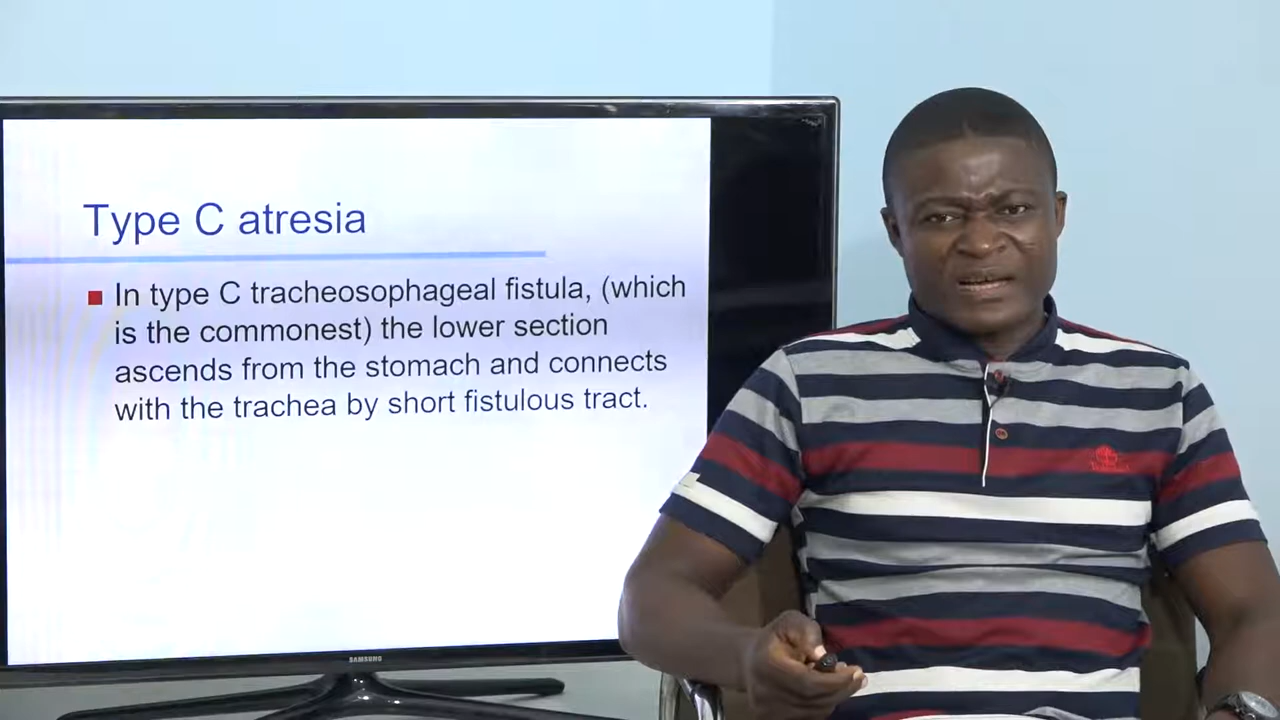 Type C atresia
In type C tracheosophageal fistula, (which
is the commonest) the lower section
ascends from the stomach and connects
with the trachea by short fistulous tract.
SAMSUNG